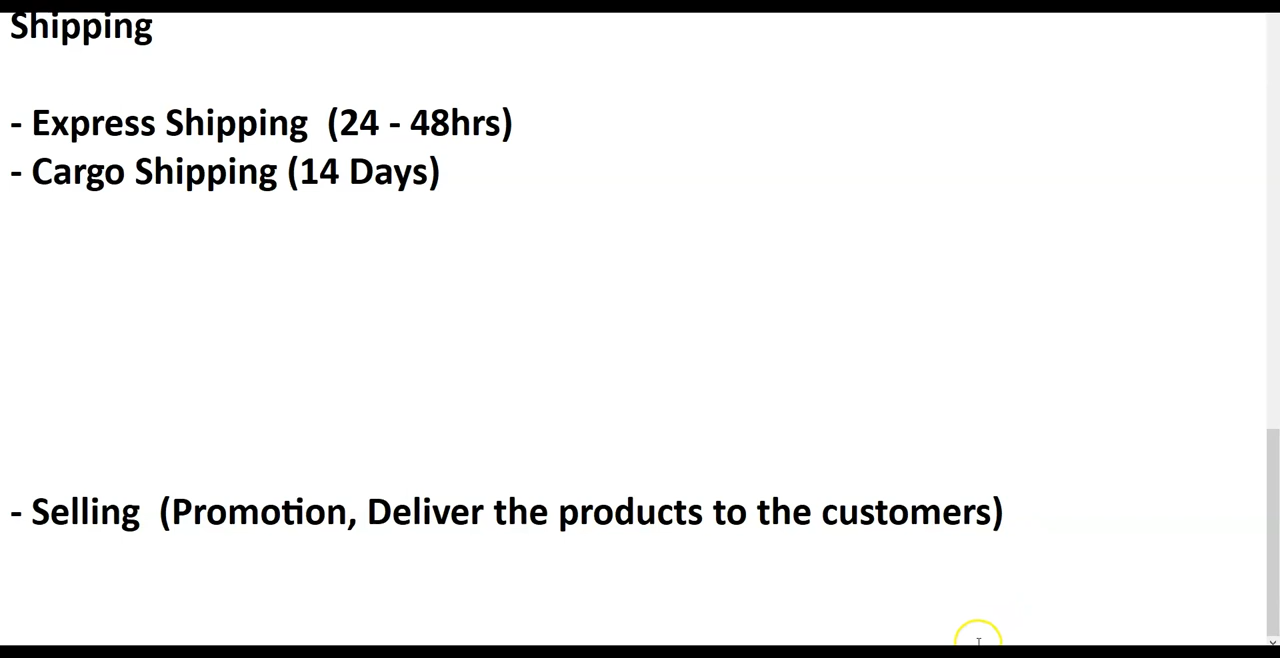 Shipping
- Express Shipping  (24 - 48hrs)
- Cargo Shipping (14 Days)
- Selling  (Promotion, Deliver the products to the customers)